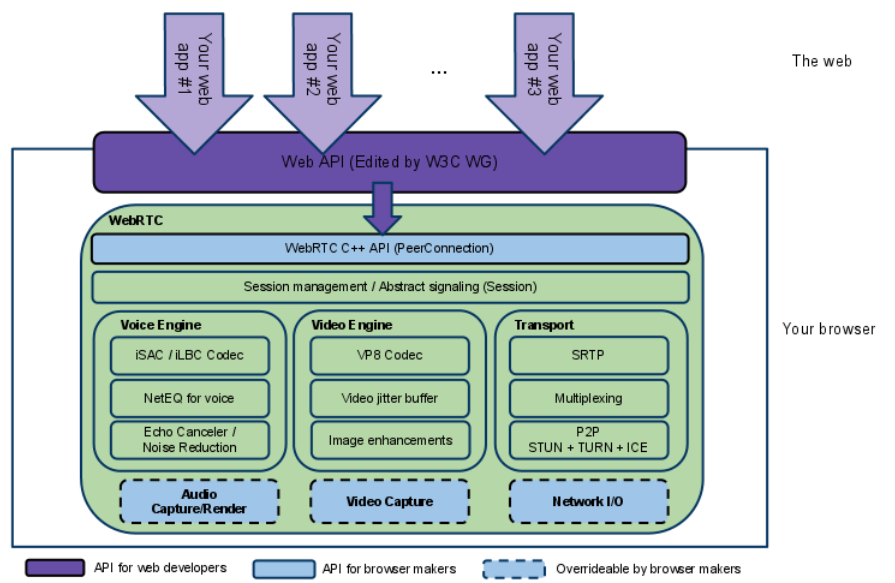 Your web
app #1
Your web
app #2
...
Your web
app #3
The web
Web API (Edited by W3C WG)
WebRTC
WebRTC C++ API (PeerConnection)
Session management / Abstract signaling (Session)
Your browser
Voice Engine
iSAC / iLBC Codec
NetEQ for voice
Echo Canceler /
Noise Reduction
Video Engine
VP8 Codec
Video jitter buffer
Image enhancements
Transport
SRTP
Multiplexing
P2P
STUN + TURN + ICE
Audio
Capture/Render
Video Capture
Network I/O
API for web developers
API for browser makers
Overrideable by browser makers